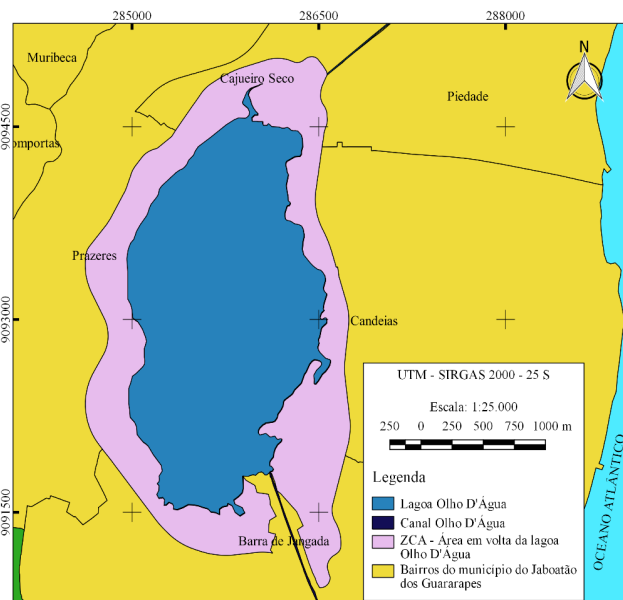 285000 286500 288000
N
Muribeca
Cajueiro Seco
Piedade
9094500
omportas
Prazeres
9093000
Candeias
UTM - SIRGAS 2000 - 25 S
Escala: 1:25.000
250 0 250 500 750 1000 m
Legenda
Lagoa Olho D'Água
Canal Olho D'Água
ZCA - Área em volta da lagoa
Olho D'Água
Bairros do municipio do Jaboatão
dos Guararapes
OCEANO ATLÂNTICO
9091500
Barra de Jangada